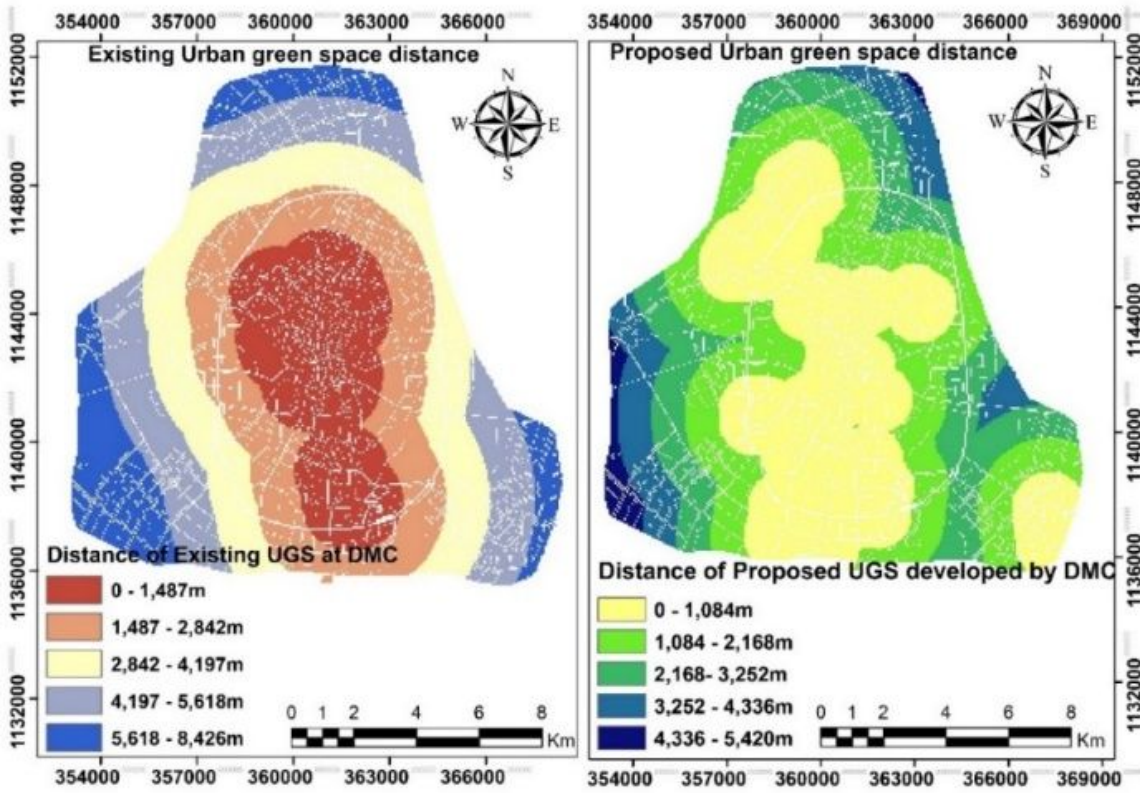 354000 357000 360000 363000 366000
354000 357000 360000 363000 366000 369000
Existing Urban green space distance
Proposed Urban green space distance
N
W E
S
N
W E
S
1152000
1148000
1144000
1140000
1136000
1132000
1152000
1148000
1144000
1140000
1136000
1132000
Distance of Existing UGS at DMC
0 - 1,487m
1,487 - 2,842m
2,842 - 4,197m
4,197 - 5,618m
5,618 - 8,426m
0 1 2 4 6 8
Km
Distance of Proposed UGS developed by DMC
0 - 1,084m
1,084 - 2,168m
2,168- 3,252m
3,252 - 4,336m
4,336 - 5,420m
0 1 2 4 6 8
Km
354000 357000 360000 363000 366000
354000 357000 360000 363000 366000 369000